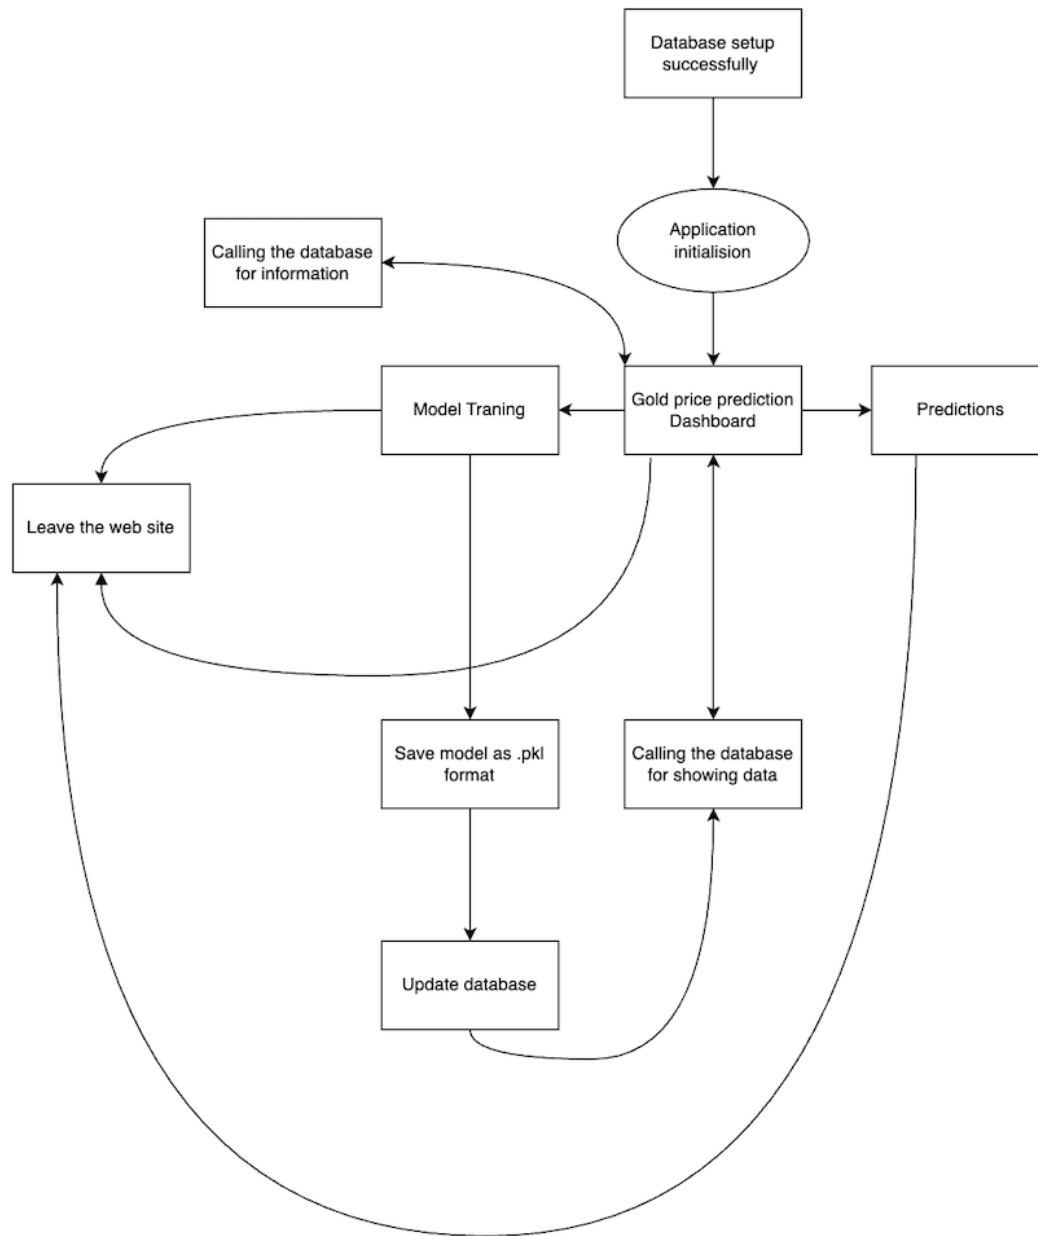 Database setup
successfully
Application
initialision
Calling the database
for information
Model Traning
Gold price prediction
Dashboard
Predictions
Leave the web site
Save model as .pkl
format
Calling the database
for showing data
Update database